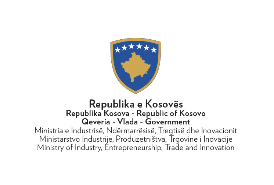 Republika e Kosovës
Republika Kosova - Republic of Kosovo
Qeveria - Vlada - Government
Ministria e Industrisë, Ndërmarrësisë, Tregtisë dhe Inovacionit
Ministarstvo Industrije, Preduzetništva, Trgovine i Inovacije
Ministry of Industry, Entrepreneurship, Trade and Innovation